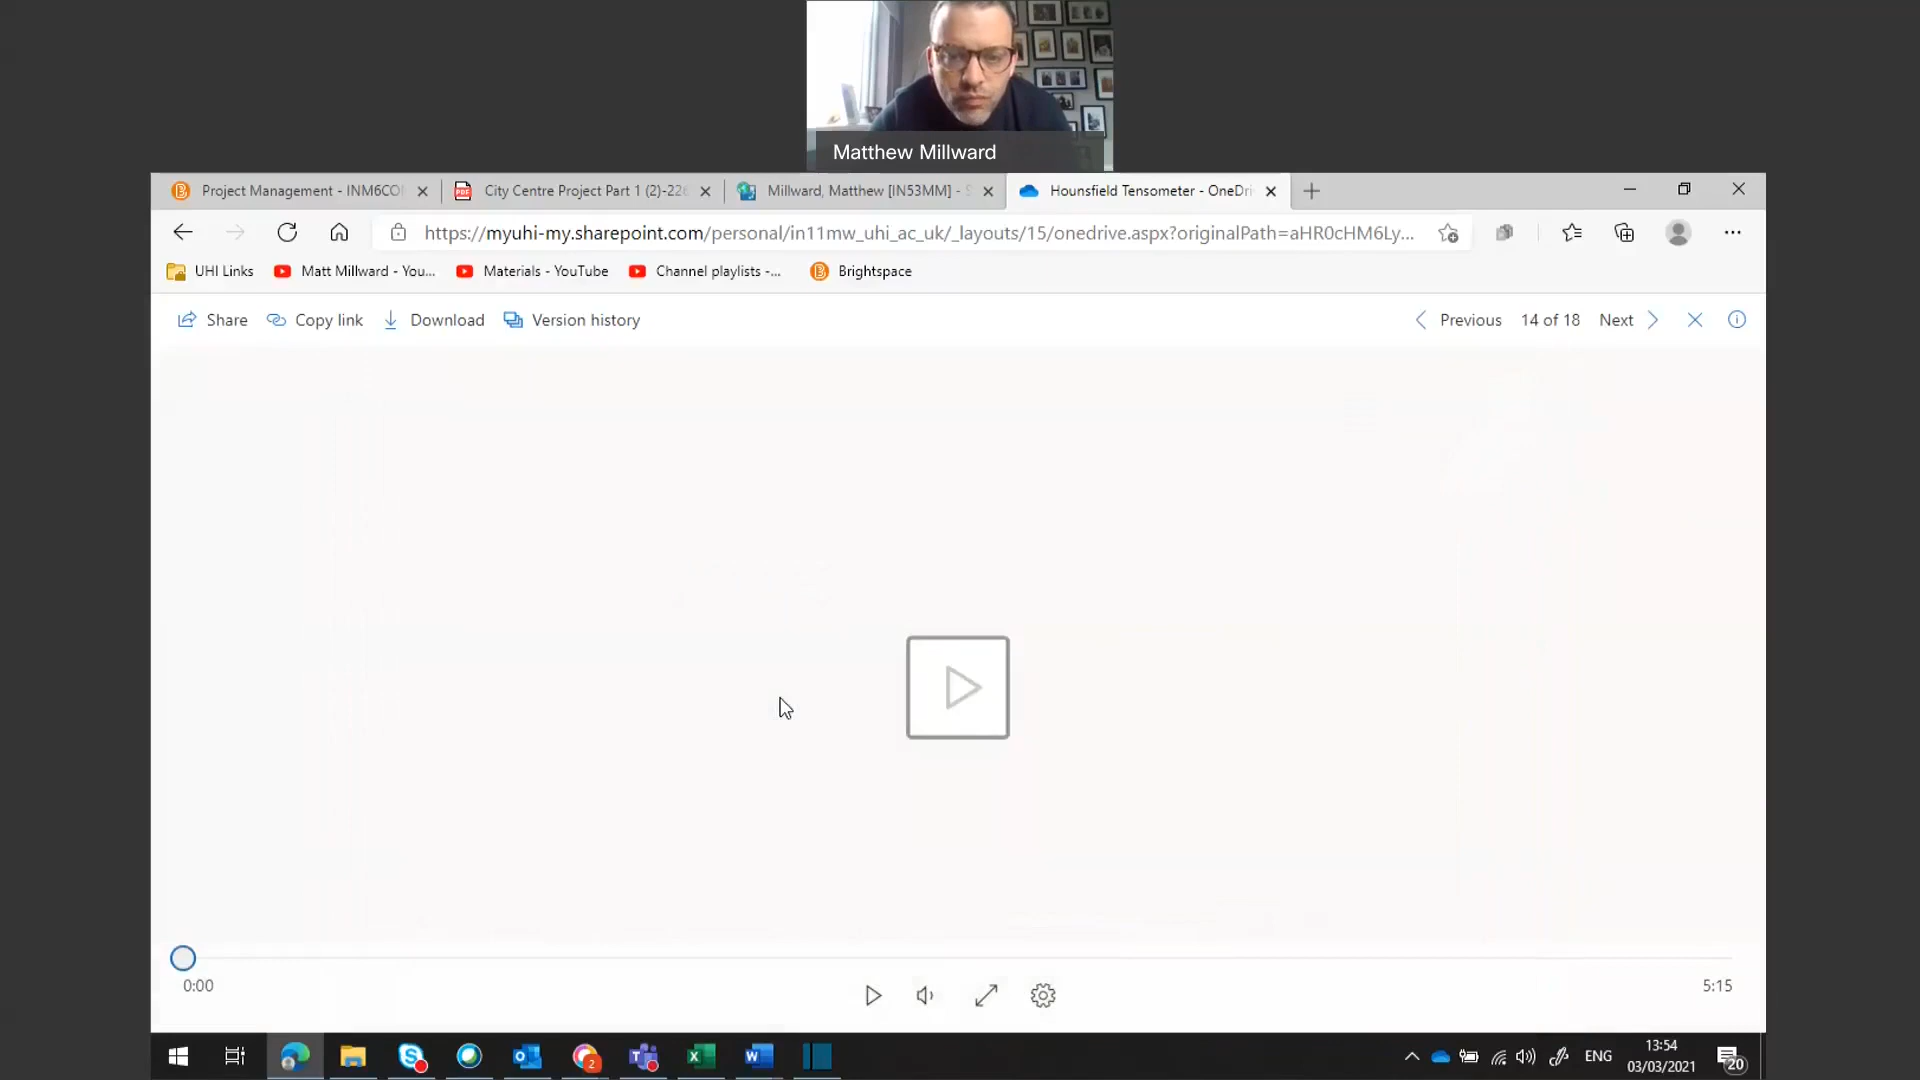 Matthew Millward
Project Management - INM6CO
City Centre Project Part 1 (2)-226
Millward, Matthew [IN53MM] - S
Hounsfield Tensometer - OneDri
https://myuhi-my.sharepoint.com/personal/in11mw_uhi_ac_uk/_layouts/15/onedrive.aspx?originalPath=aHR0cHM6Ly...
UHI Links
Matt Millward - You...
Materials - YouTube
Channel playlists -...
Brightspace
Share
Copy link
Download
Version history
Previous
14 of 18
Next
0:00
5:15
2
ENG
13:54
03/03/2021
20